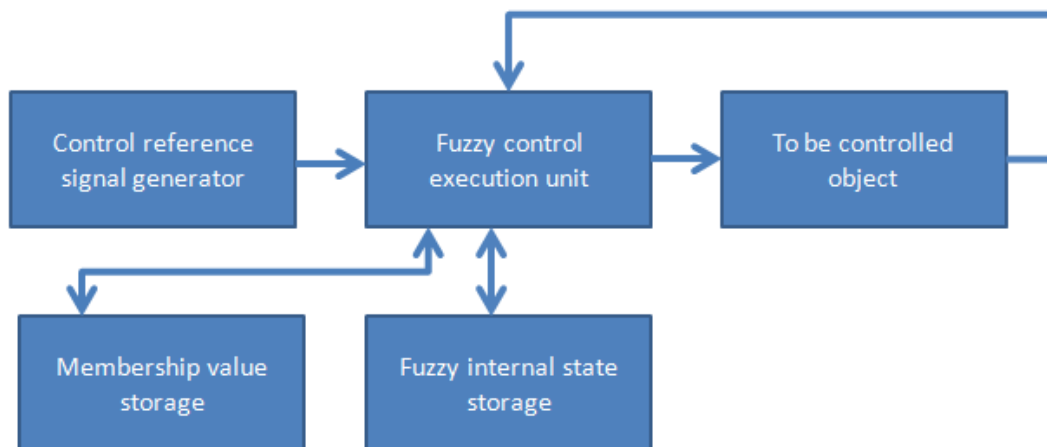 Control reference
signal generator
Fuzzy control
execution unit
To be controlled
object
Membership value
storage
Fuzzy internal state
storage